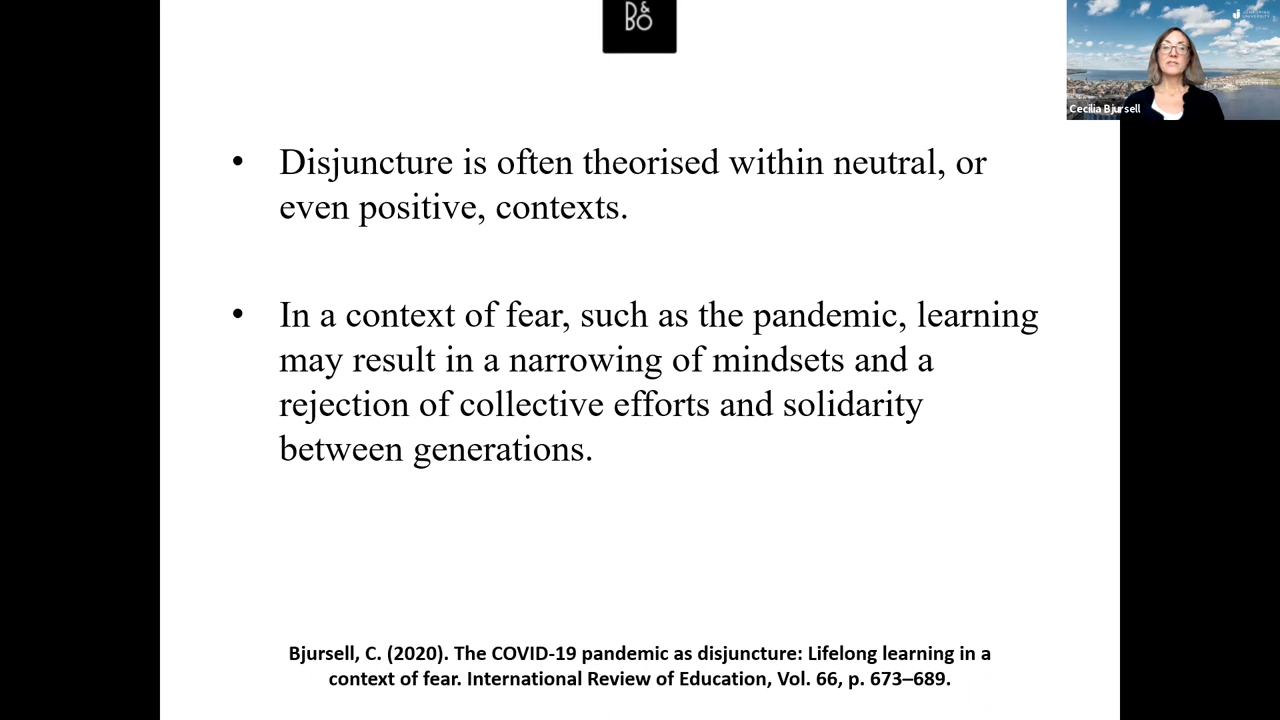 D&
BO
JÖNKÖPING
UNIVERSITY
Cecilia Bjursell
• Disjuncture is often theorised within neutral, or
even positive, contexts.
• In a context of fear, such as the pandemic, learning
may result in a narrowing of mindsets and a
rejection of collective efforts and solidarity
between generations.
Bjursell, C. (2020). The COVID-19 pandemic as disjuncture: Lifelong learning in a
context of fear. International Review of Education, Vol. 66, p. 673–689.